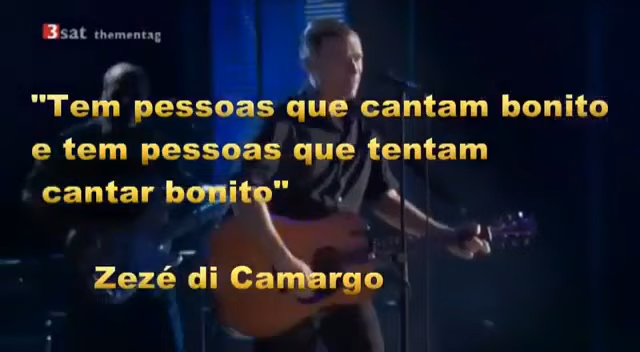 3sat thementag
"Tem pessoas que cantam bonito
e tem pessoas que tentam
cantar bonito"
Zezé di Camargo